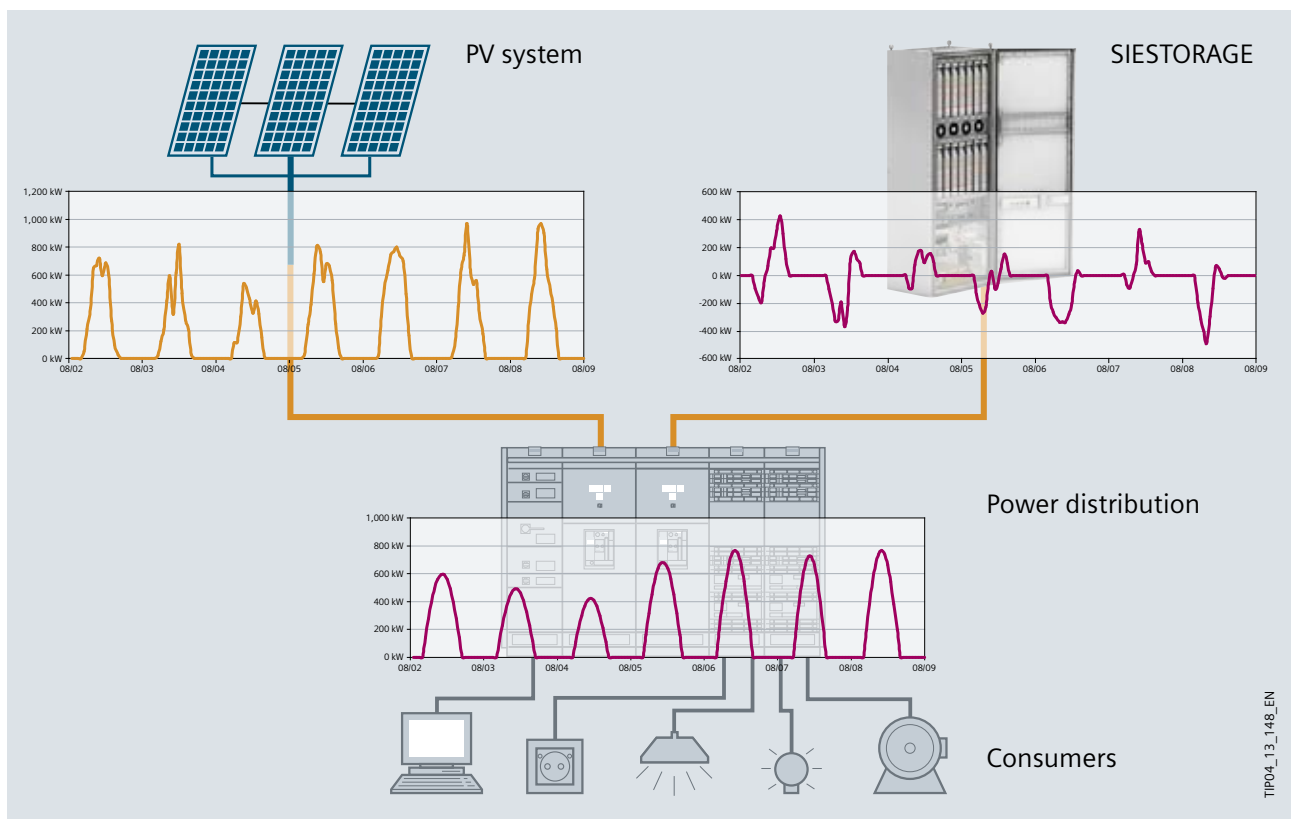 PV system
SIESTORAGE
1,200 kW
1,000 kW
800 kW
600 kW
400 kW
200 kW
0 kW
08/02 08/03 08/04 08/05 08/06 08/07 08/08 08/09
600 kW
400 kW
200 kW
0 kW
-200 kW
-400 kW
-600 kW
08/02 08/03 08/04 08/05 08/06 08/07 08/08 08/09
Power distribution
1,000 kW
800 kW
600 kW
400 kW
200 kW
0 kW
08/02 08/03 08/04 08/05 08/06 08/07 08/08 08/09
Consumers
TIP04_13_148_EN